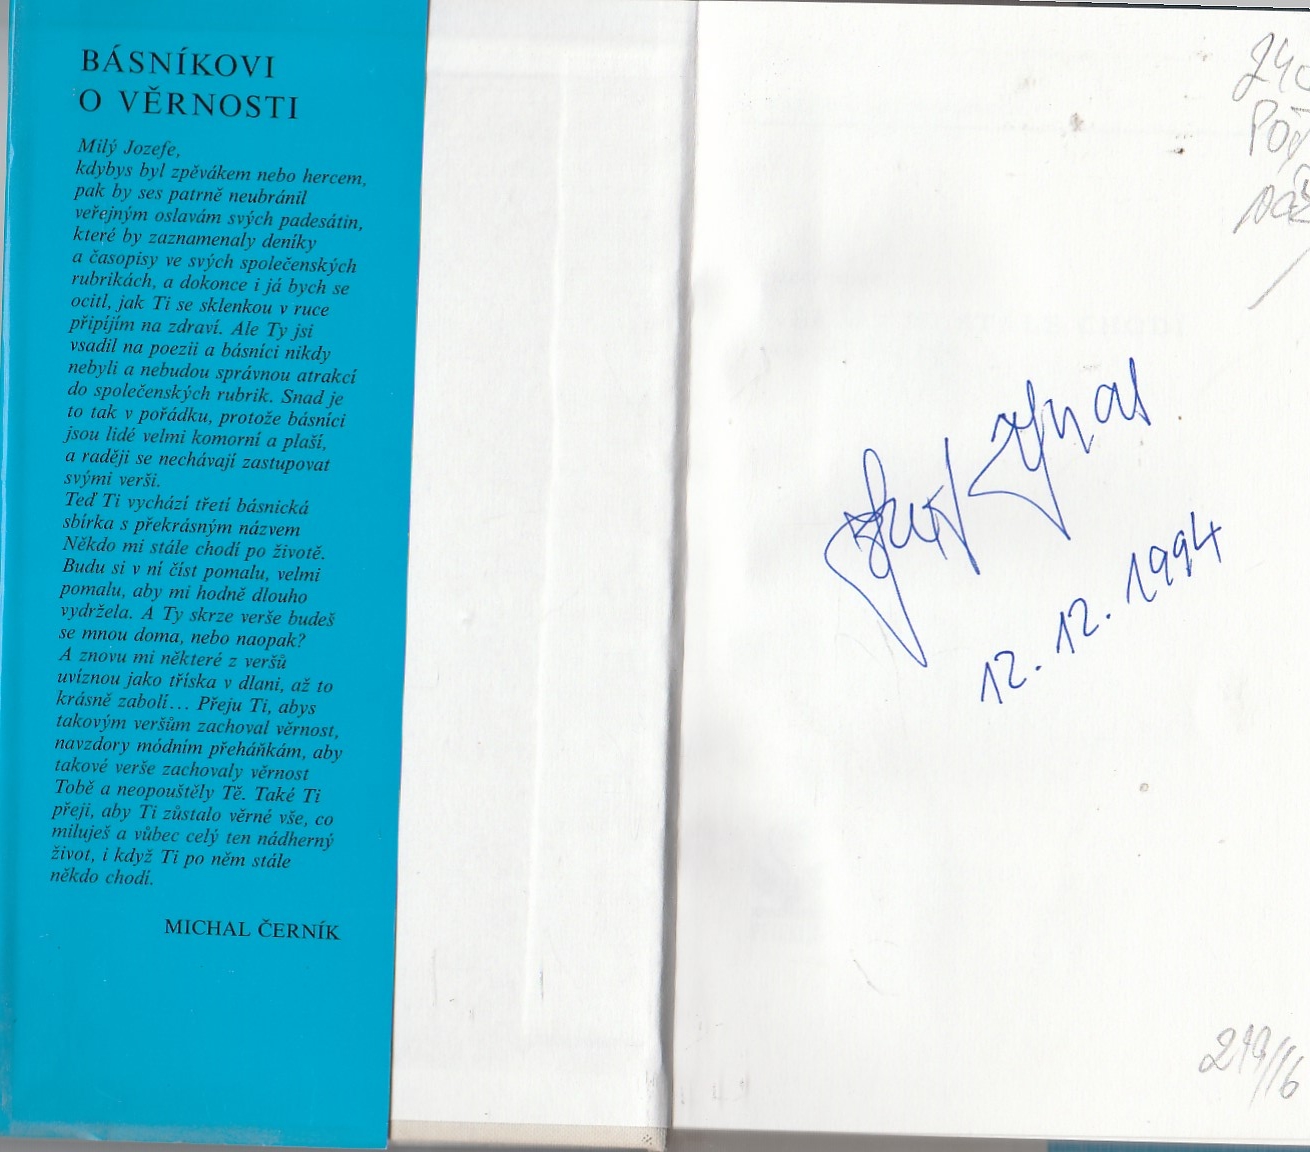 BÁSNÍKOVI
O VĚRNOSTI
Milý Jozefe,
kdybys byl zpěvákem nebo hercem,
pak by ses patrně neubránil
veřejným oslavám svých padesátin,
které by zaznamenaly deníky
a časopisy ve svých společenských
rubrikách, a dokonce i já bych se
ocitl, jak Ti se sklenkou v ruce
připíjím na zdraví. Ale Ty jsi
vsadil na poezii a básníci nikdy
nebyli a nebudou správnou atrakcí
do společenských rubrik. Snad je
to tak v pořádku, protože básníci
jsou lidé velmi komorní a plaší,
a raději se nechávají zastupovat
svými verši.
Teď Ti vychází třetí básnická
sbírka s překrásným názvem
Někdo mi stále chodí po životě.
Budu si v ní číst pomalu, velmi
pomalu, aby mi hodně dlouho
vydržela. A Ty skrze verše budeš
se mnou doma, nebo naopak?
A znovu mi některé z veršů
uvíznou jako tříska v dlani, až to
krásně zabolí... Přeju Ti, abys
takovým veršům zachoval věrnost,
navzdory módním přeháňkám, aby
takové verše zachovaly věrnost
Tobě a neopouštěly Tě. Také Ti
přeji, aby Ti zůstalo věrné vše, co
miluješ a vůbec celý ten nádherný
život, i když Ti po něm stále
někdo chodí.
MICHAL ČERNÍK
12. 12. 1994